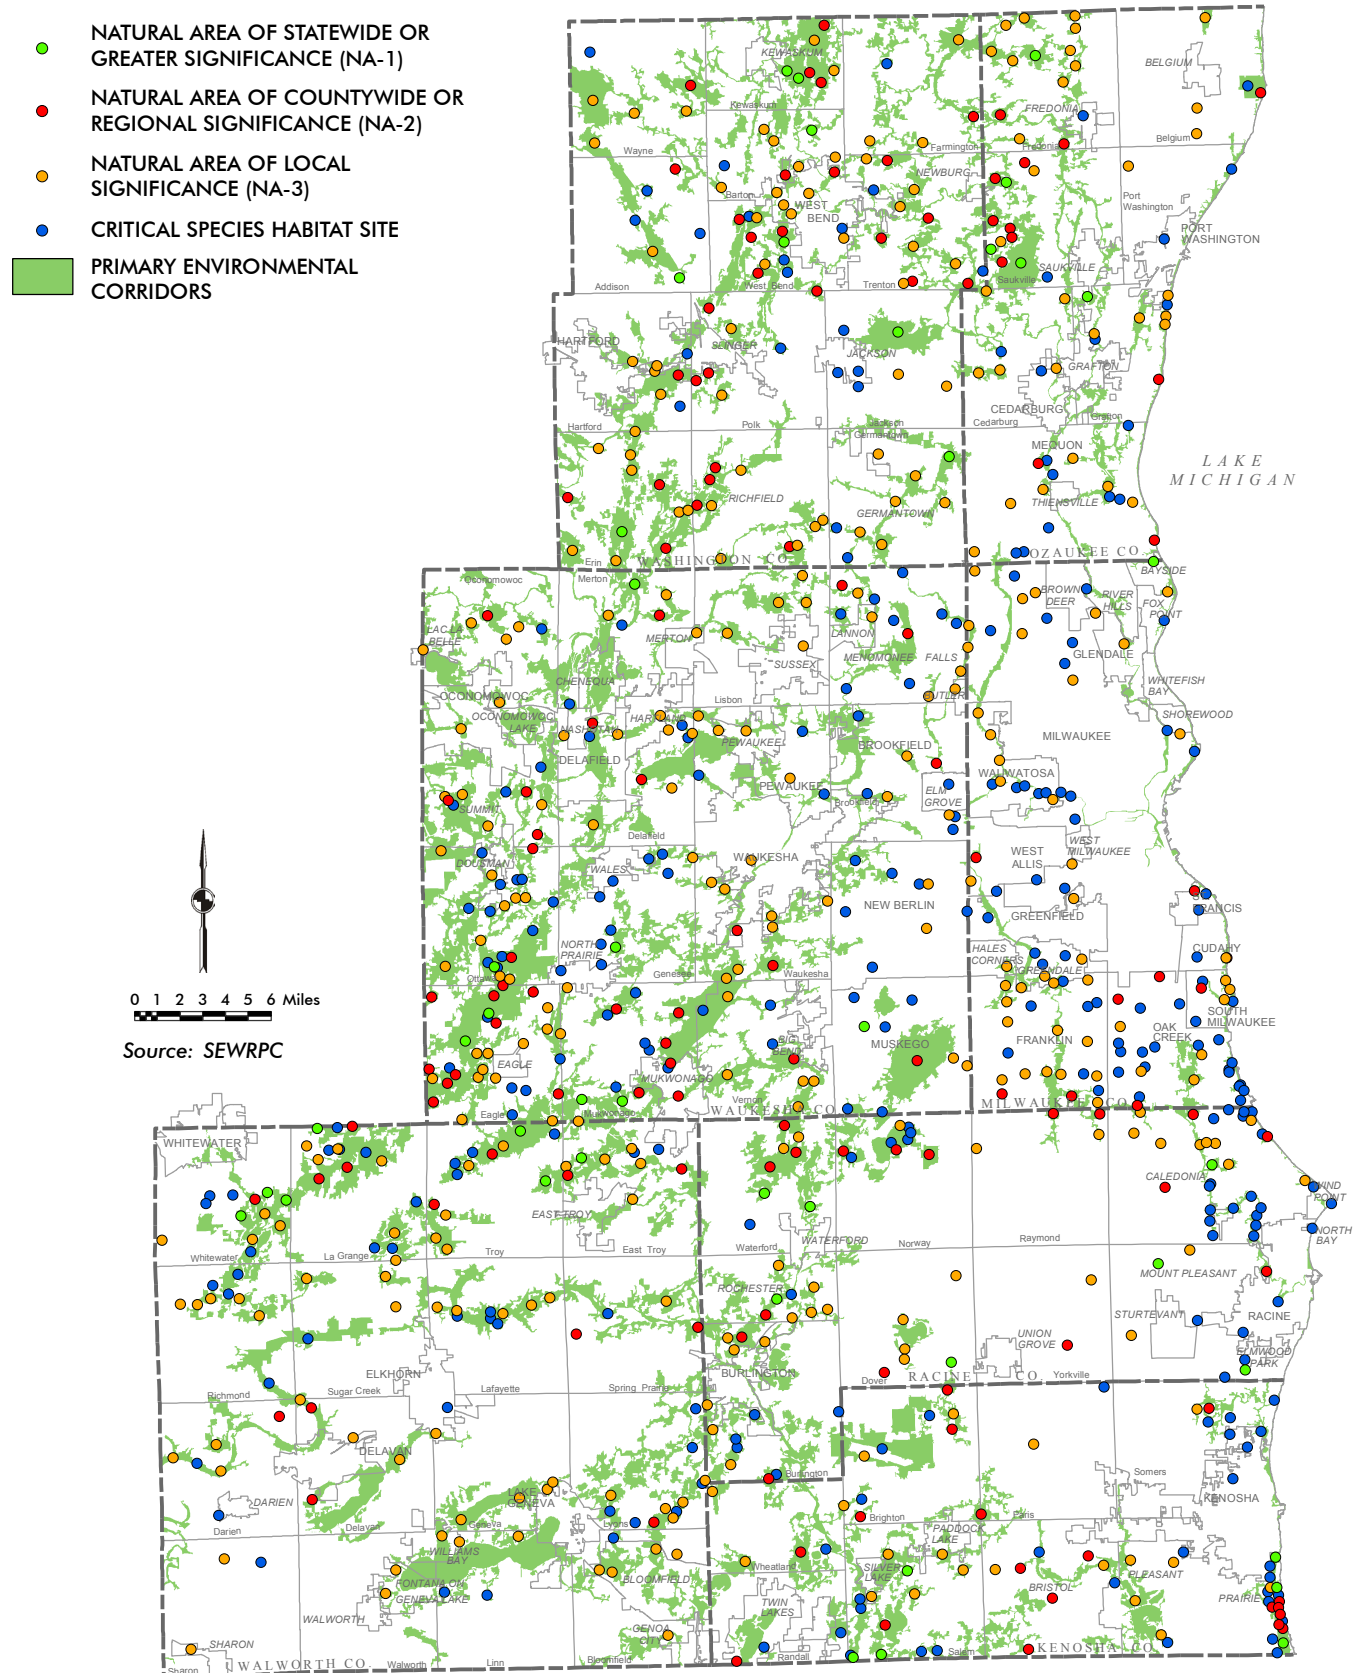 NATURAL AREA OF STATEWIDE OR
GREATER SIGNIFICANCE (NA-1)
NATURAL AREA OF COUNTYWIDE OR
REGIONAL SIGNIFICANCE (NA-2)
NATURAL AREA OF LOCAL
SIGNIFICANCE (NA-3)
CRITICAL SPECIES HABITAT SITE
PRIMARY ENVIRONMENTAL
CORRIDORS
KEWASKUM
Kewaskum
BELGIUM
FREDONIA
Belgium
Wayne
Farmington
Fredonia
NEWBURG
Barton
WEST
BEND
Port
Washington
PORT
WASHINGTON
SAUKVILLE
Saukville
Addison
West Bend
Trenton
HARTFORD
SLINGER
JACKSON
GRAFTON
CEDARBURG
Grafton
Hartford
Polk
Jackson
Germantown
Cedarburg
MEQUON
LAKE
MICHIGAN
RICHFIELD
THIENSVILLE
GERMANTOWN
Erin
WASHINGTON CO.
OZAUKEE CO.
BAYSIDE
Oconomowoc
Merton
BROWN
DEER
RIVER
HILLS
FOX
POINT
LAC LA
BELLE
MERTON
LANNON
SUSSEX
MENOMONEE FALLS
GLENDALE
CHENEQUA
WHITEFISH
BAY
OCONOMOWOC
Lisbon
BUTLER
OCONOMOWOC
LAKE
HARTLAND
NASHOTAH
SHOREWOOD
PEWAUKEE
BROOKFIELD
MILWAUKEE
DELAFIELD
WAUWATOSA
PEWAUKEE
ELM
GROVE
Brookfield
SUMMIT
Delafield
WEST
MILWAUKEE
WEST
ALLIS
DOUSMAN
WALES
WAUKESHA
NEW BERLIN
GREENFIELD
ST.
FRANCIS
NORTH
PRAIRIE
HALES
CORNERS
GREENDALE
CUDAHY
Ottawa
Genesee
Waukesha
0 1 2 3 4 5 6 Miles
Source: SEWRPC
SOUTH
MILWAUKEE
OAK
CREEK
FRANKLIN
BIG
BEND
MUSKEGO
EAGLE
MUKWONAGO
Eagle
Mukwonago
Vernon
WAUKESHA CO.
MILWAUKEE CO.
WHITEWATER
CALEDONIA
WIND
POINT
EAST TROY
NORTH
BAY
Whitewater
La Grange
Troy
East Troy
Waterford
WATERFORD
Norway
Raymond
MOUNT PLEASANT
ROCHESTER
STURTEVANT
RACINE
UNION
GROVE
ELMWOOD
PARK
ELKHORN
BURLINGTON
Dover
RACINE CO.
Yorkville
Richmond
Sugar Creek
Lafayette
Spring Prairie
DELAVAN
Burlington
Somers
LAKE
GENEVA
KENOSHA
DARIEN
Darien
Delavan
Geneva
Lyons
Brighton
Paris
PADDOCK
LAKE
WILLIAMS
BAY
Wheatland
SILVER
LAKE
BLOOMFIELD
PLEASANT
PRAIRIE
BRISTOL
FONTANA ON
GENEVA LAKE
TWIN
LAKES
WALWORTH
GENOA
CITY
SHARON
Sharon
WALWORTH CO.
Walworth
Linn
Bloomfield
Randall
Salem
KENOSHA CO.